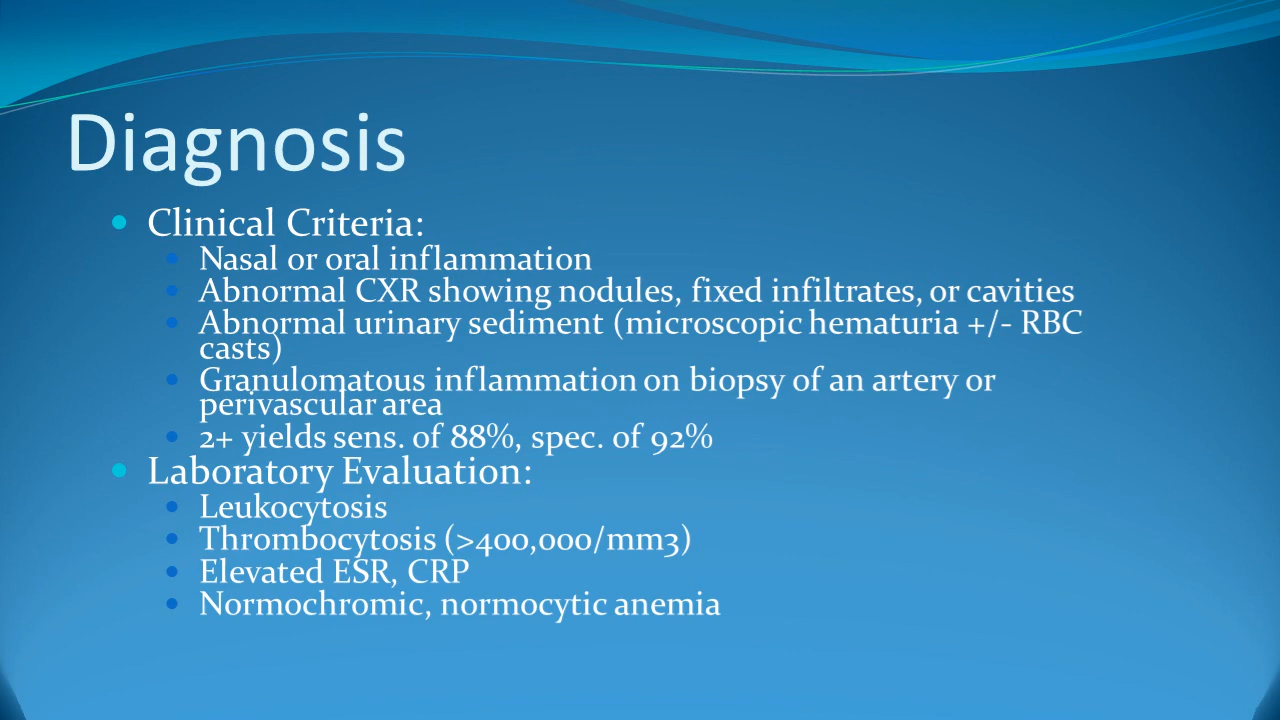 Diagnosis
Clinical Criteria:
Nasal or oral inflammation
Abnormal CXR showing nodules, fixed infiltrates, or cavities
Abnormal urinary sediment (microscopic hematuria +/- RBC
casts)
Granulomatous inflammation on biopsy of an artery or
perivascular area
2+ yields sens. of 88%, spec. of 92%
Laboratory Evaluation:
Leukocytosis
Thrombocytosis (>400,000/mm3)
Elevated ESR, CRP
Normochromic, normocytic anemia